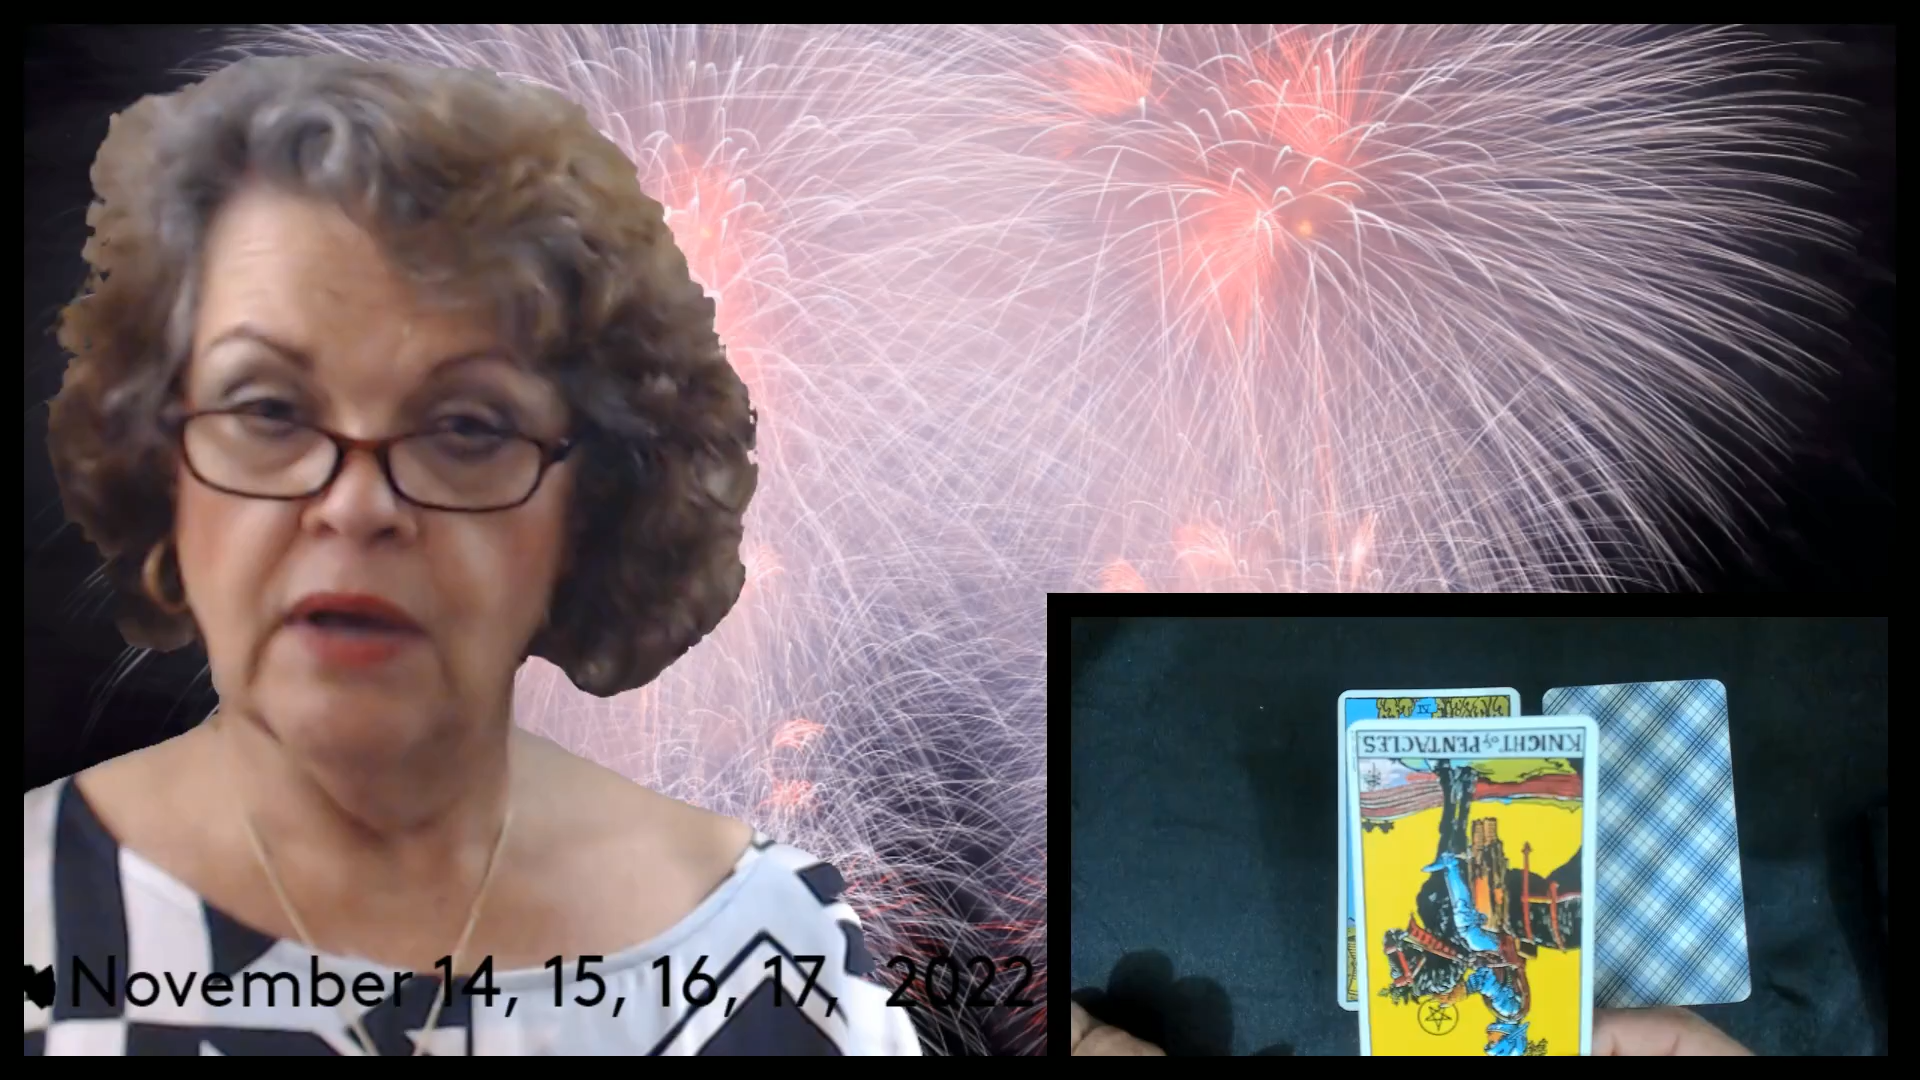 November 14, 15, 16, 17, 2022
KNIGHT of PENTACLES